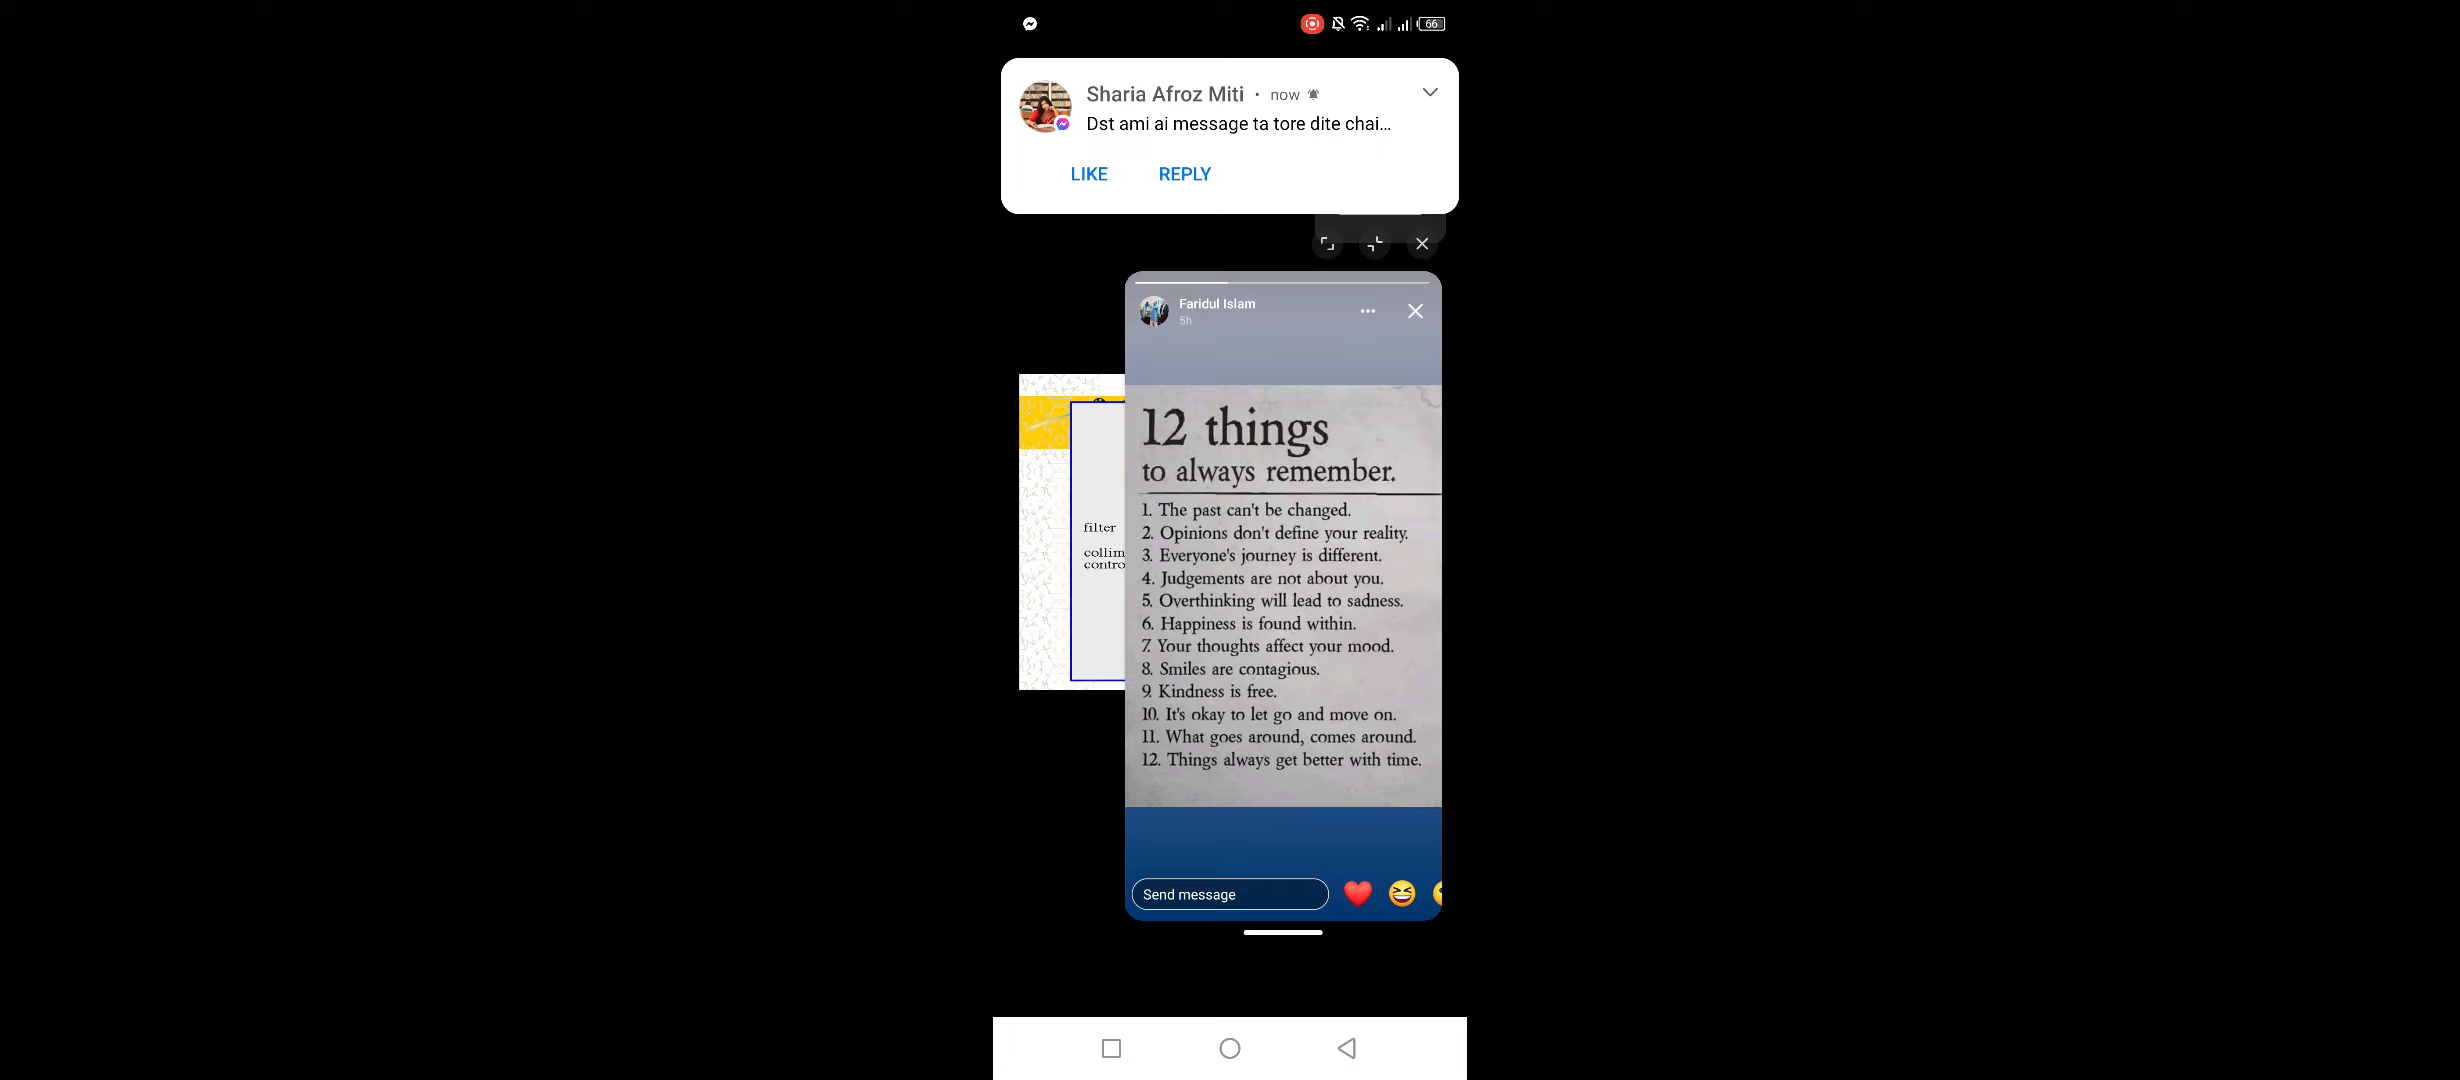 66
Sharia Afroz Miti · now
Dst ami ai message ta tore dite chai...
LIKE REPLY
Faridul Islam
5h
filter
collim
contro
12 things
to always remember.
1. The past can't be changed.
2. Opinions don't define your reality.
3. Everyone's journey is different.
4. Judgements are not about you.
5. Overthinking will lead to sadness.
6. Happiness is found within.
7. Your thoughts affect your mood.
8. Smiles are contagious.
9. Kindness is free.
10. It's okay to let go and move on.
11. What goes around, comes around.
12. Things always get better with time.
Send message